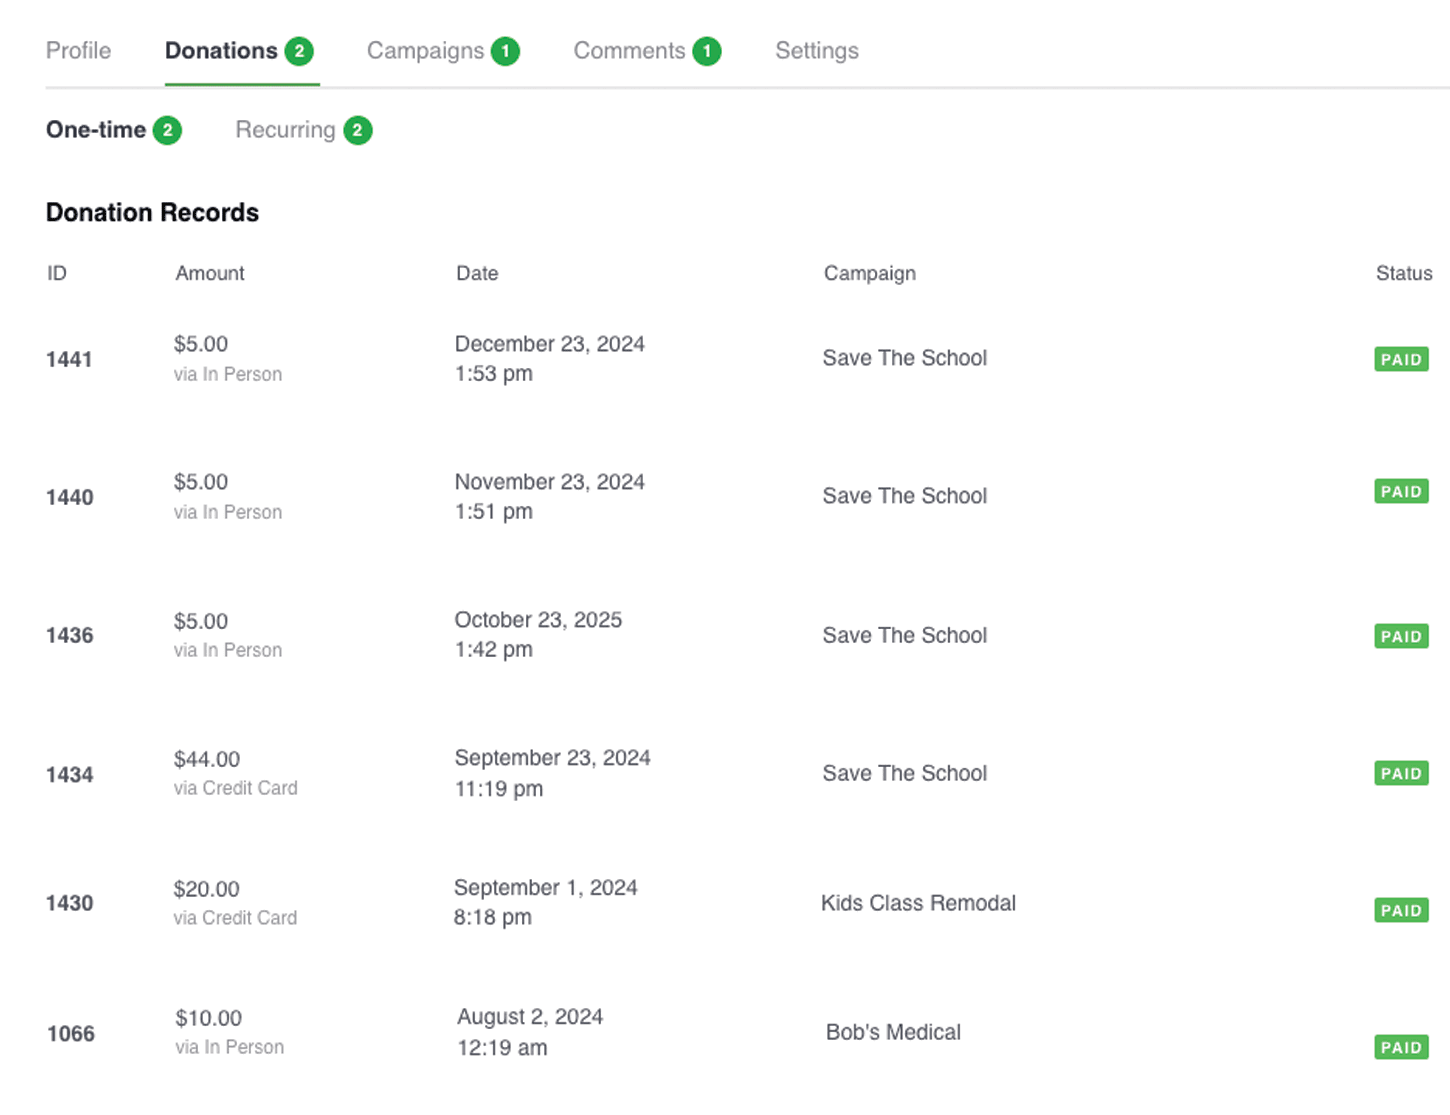 Profile Donations 2 Campaigns 1 Comments 1 Settings
One-time 2 Recurring 2
Donation Records
ID Amount Date Campaign Status
1441 $5.00 via In Person December 23, 2024 1:53 pm Save The School PAID
1440 $5.00 via In Person November 23, 2024 1:51 pm Save The School PAID
1436 $5.00 via In Person October 23, 2025 1:42 pm Save The School PAID
1434 $44.00 via Credit Card September 23, 2024 11:19 pm Save The School PAID
1430 $20.00 via Credit Card September 1, 2024 8:18 pm Kids Class Remodal PAID
1066 $10.00 via In Person August 2, 2024 12:19 am Bob's Medical PAID